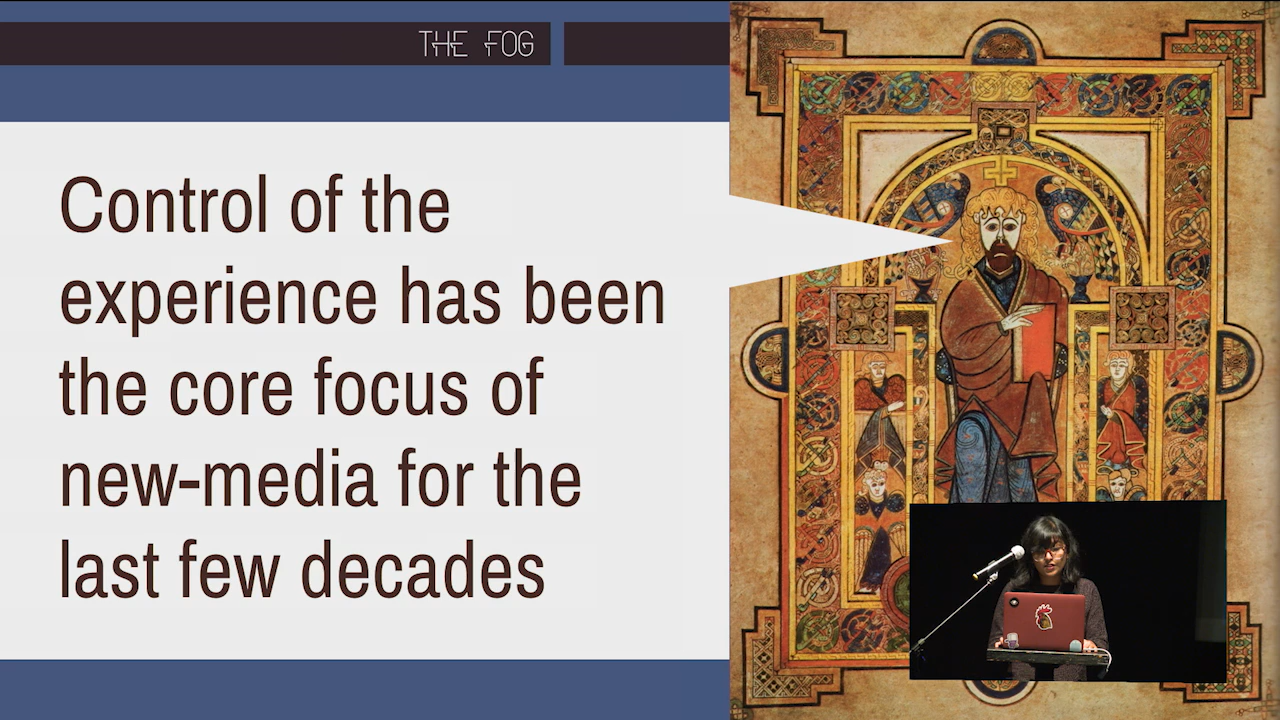 THE FOG
Control of the
experience has been
the core focus of
new-media for the
last few decades